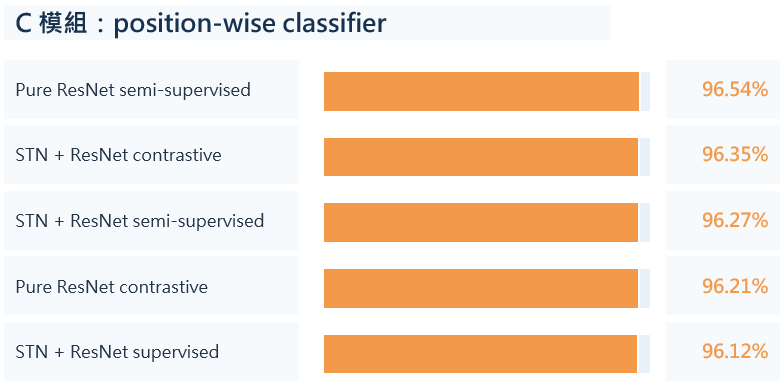 C 模組：position-wise classifier
Pure ResNet semi-supervised 96.54%
STN + ResNet contrastive 96.35%
STN + ResNet semi-supervised 96.27%
Pure ResNet contrastive 96.21%
STN + ResNet supervised 96.12%